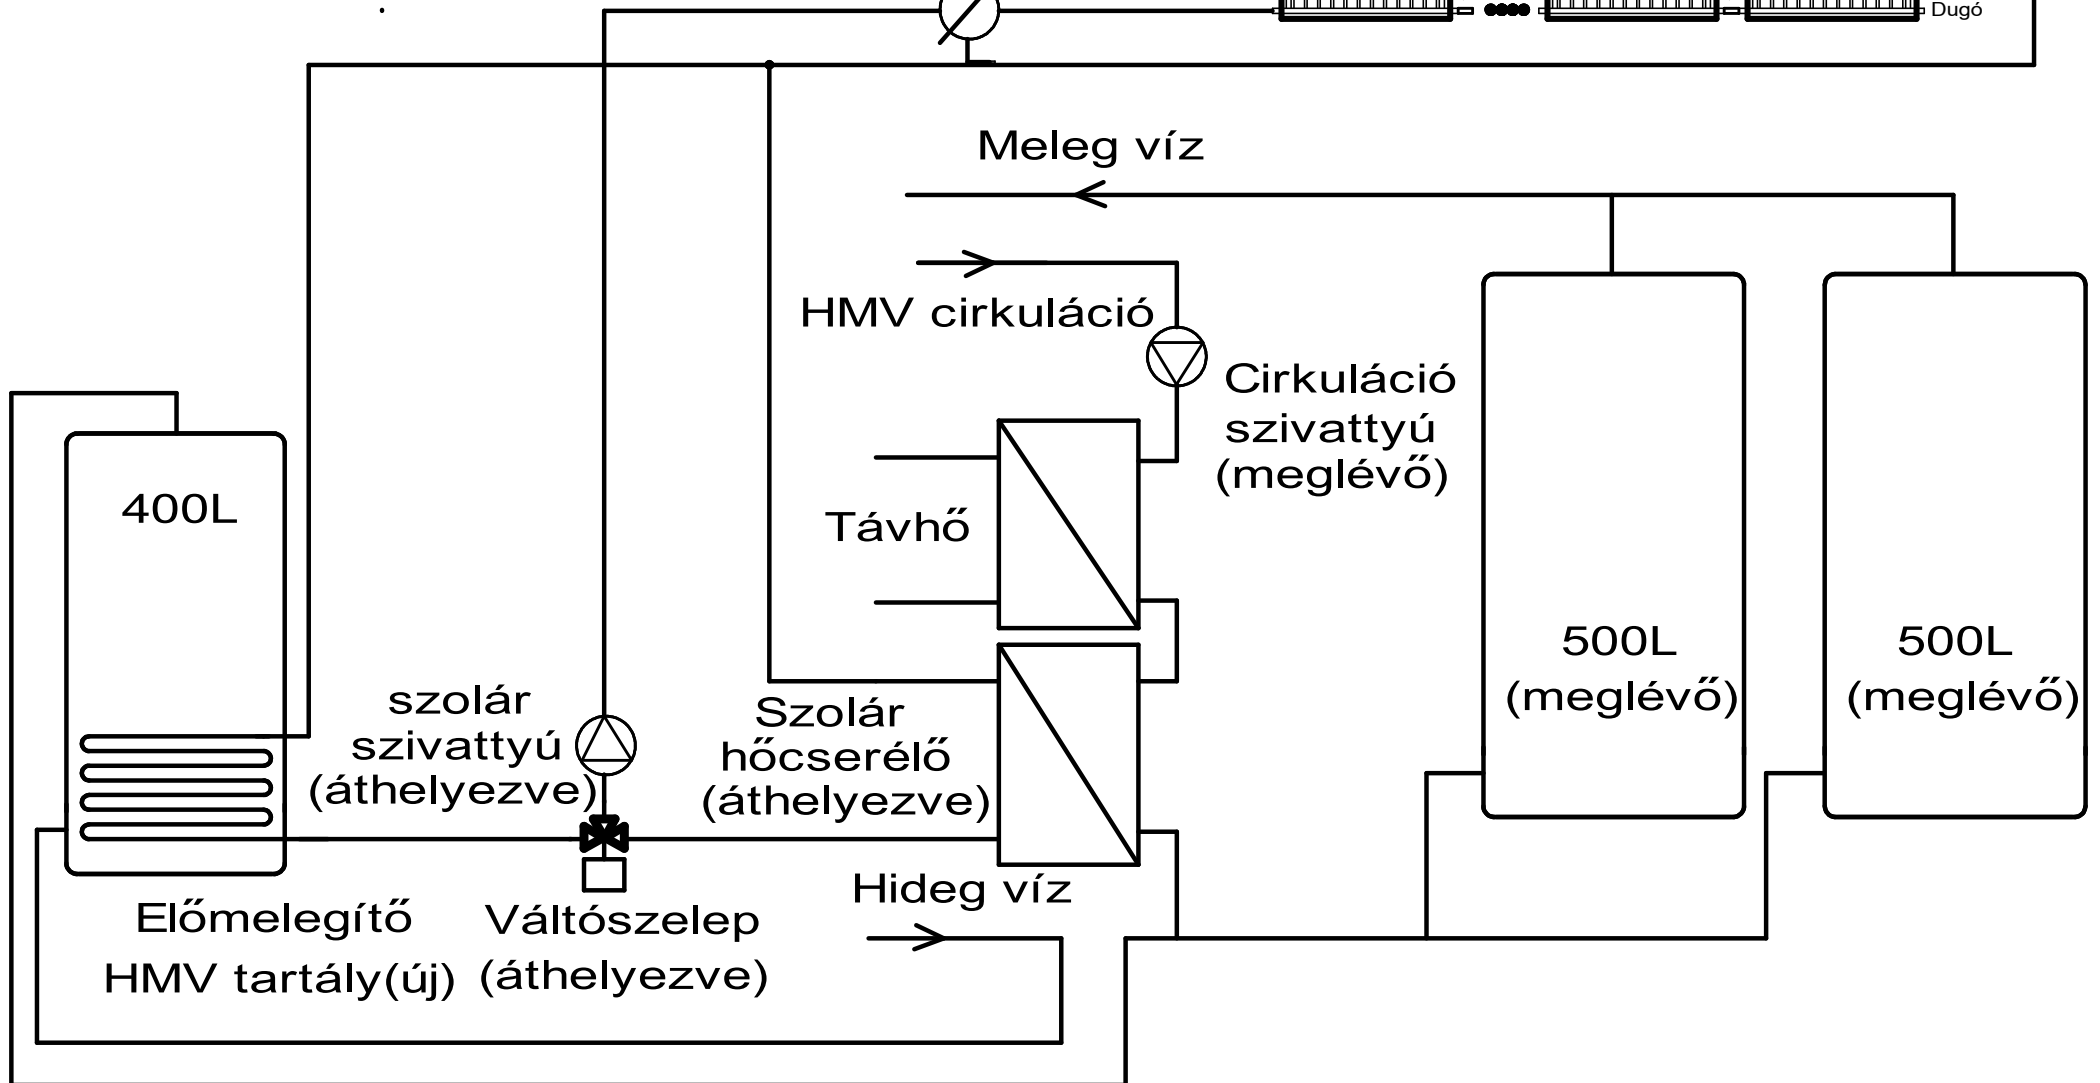 Dugó
Meleg víz
HMV cirkuláció
Cirkuláció
szivattyú
(meglévő)
400L
Távhő
500L
(meglévő)
500L
(meglévő)
szolár
szivattyú
(áthelyezve)
Szolár
hőcserélő
(áthelyezve)
Hideg víz
Előmelegítő
HMV tartály(új)
Váltószelep
(áthelyezve)